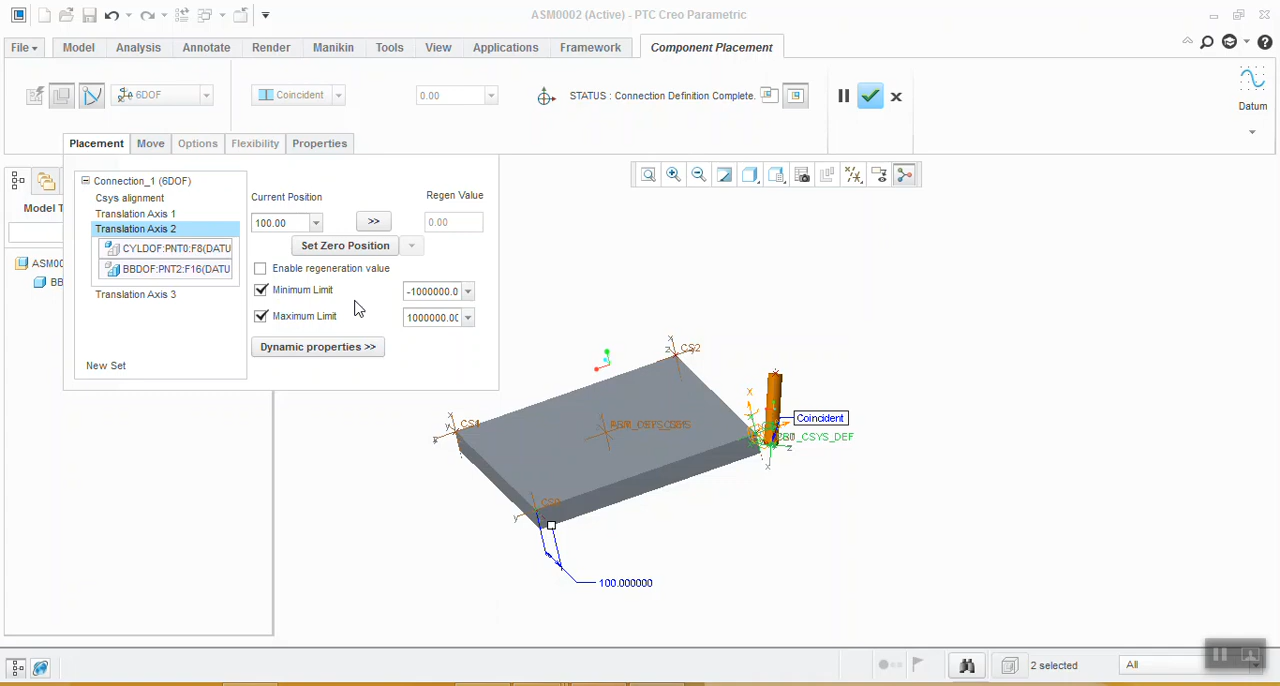 ASM0002 (Active) - PTC Creo Parametric
File Model Analysis Annotate Render Manikin Tools View Applications Framework Component Placement
6DOF Coincident 0.00 STATUS : Connection Definition Complete.
Datum
Placement Move Options Flexibility Properties
Connection_1 (6DOF)
Csys alignment
Translation Axis 1
Translation Axis 2
CYLDOF:PNT0:F8(DATU
BBDOF:PNT2:F16(DATU
Translation Axis 3
New Set
Current Position Regen Value
100.00 >> 0.00
Set Zero Position
Enable regeneration value
Minimum Limit -1000000.0
Maximum Limit 1000000.00
Dynamic properties >>
Model T
ASM00
BB
CS2
x
z
Coincident
x
y
ASM_CSYS_CSYS
_CSYS_DEF
z
x
y
100.000000
2 selected All